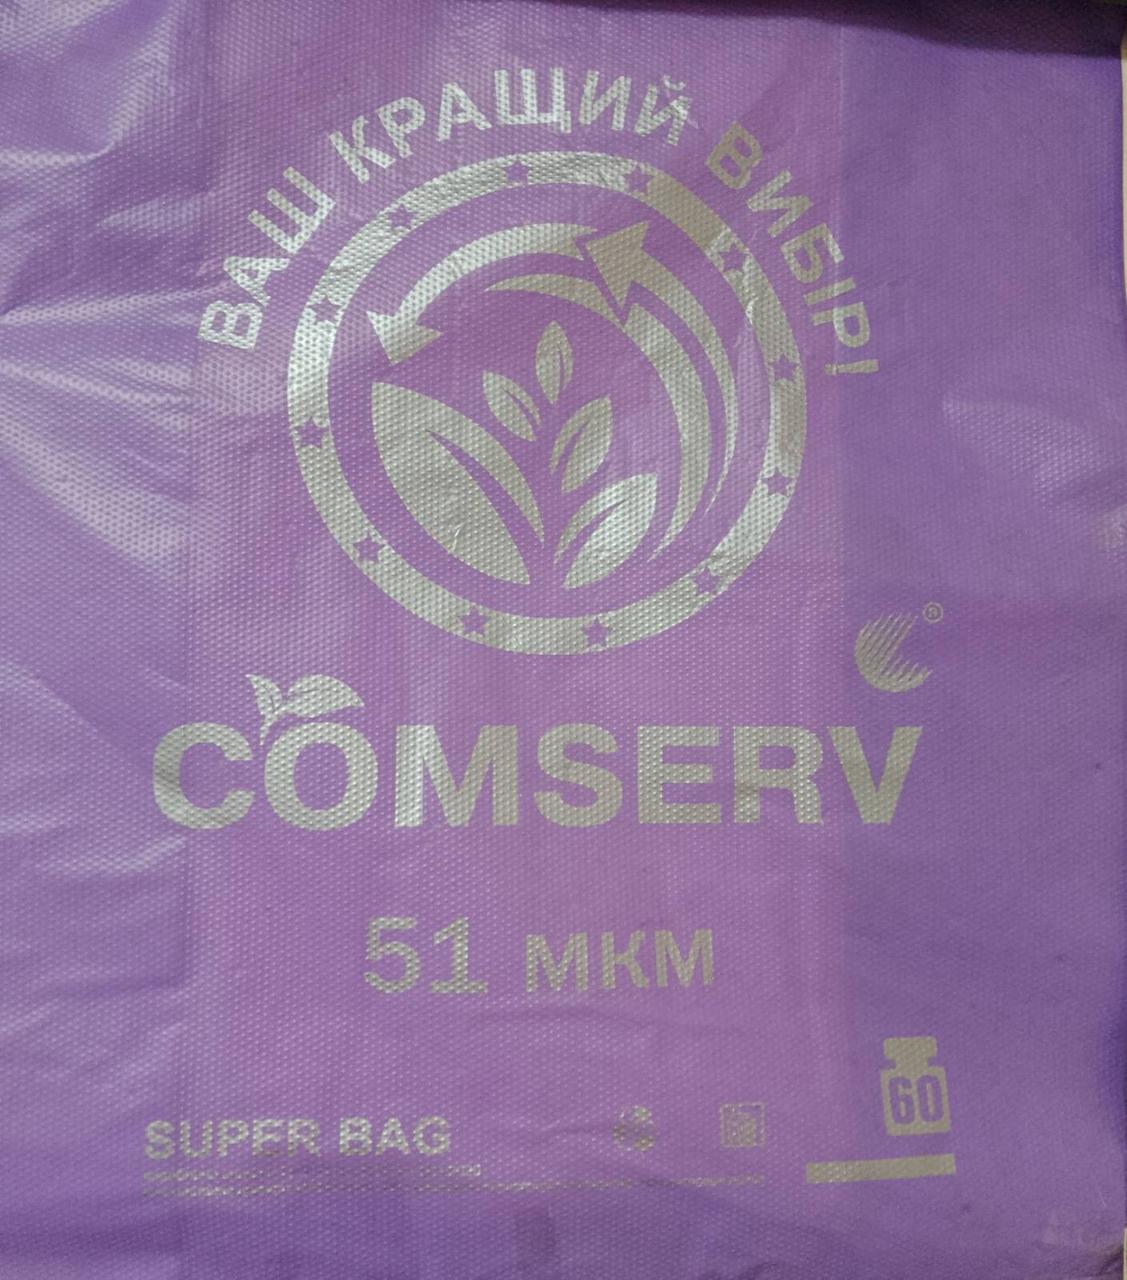 ВАШ КРАЩИЙ ВИБІР!
®
COMSERV
51 МКМ
60
SUPER BAG